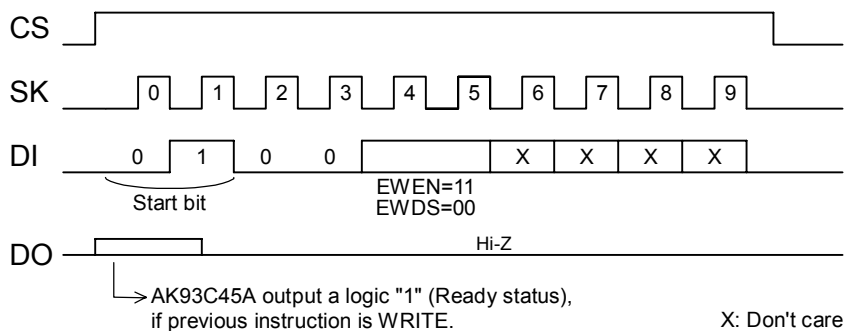 CS
SK 0 1 2 3 4 5 6 7 8 9
DI 0 1 0 0 X X X X
Start bit
EWEN=11
EWDS=00
DO Hi-Z
AK93C45A output a logic "1" (Ready status),
if previous instruction is WRITE.
X: Don't care